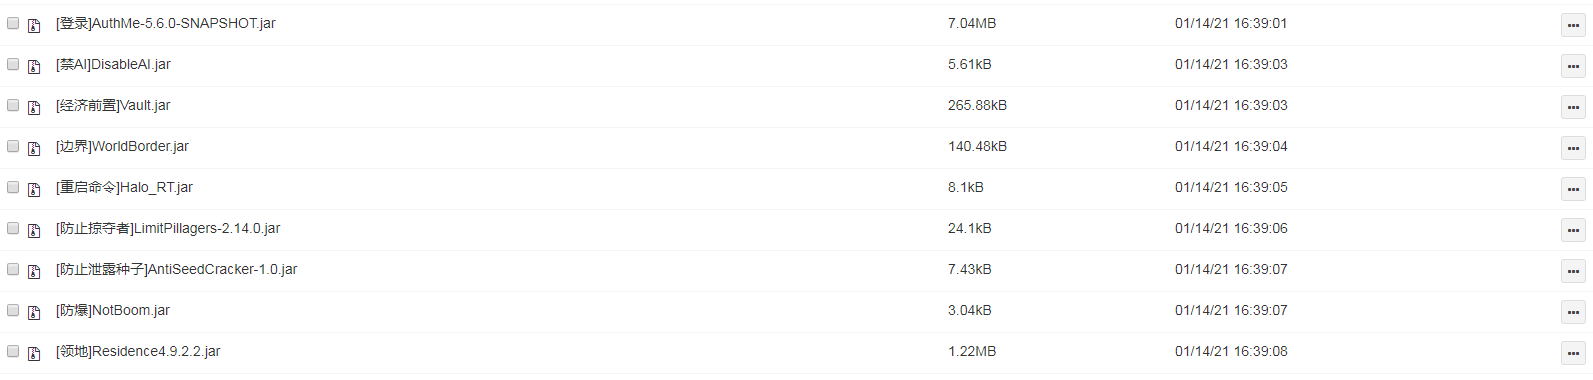 [登录]AuthMe-5.6.0-SNAPSHOT.jar 7.04MB 01/14/21 16:39:01
[禁AI]DisableAI.jar 5.61kB 01/14/21 16:39:03
[经济前置]Vault.jar 265.88kB 01/14/21 16:39:03
[边界]WorldBorder.jar 140.48kB 01/14/21 16:39:04
[重启命令]Halo_RT.jar 8.1kB 01/14/21 16:39:05
[防止掠夺者]LimitPillagers-2.14.0.jar 24.1kB 01/14/21 16:39:06
[防止泄露种子]AntiSeedCracker-1.0.jar 7.43kB 01/14/21 16:39:07
[防爆]NotBoom.jar 3.04kB 01/14/21 16:39:07
[领地]Residence4.9.2.2.jar 1.22MB 01/14/21 16:39:08